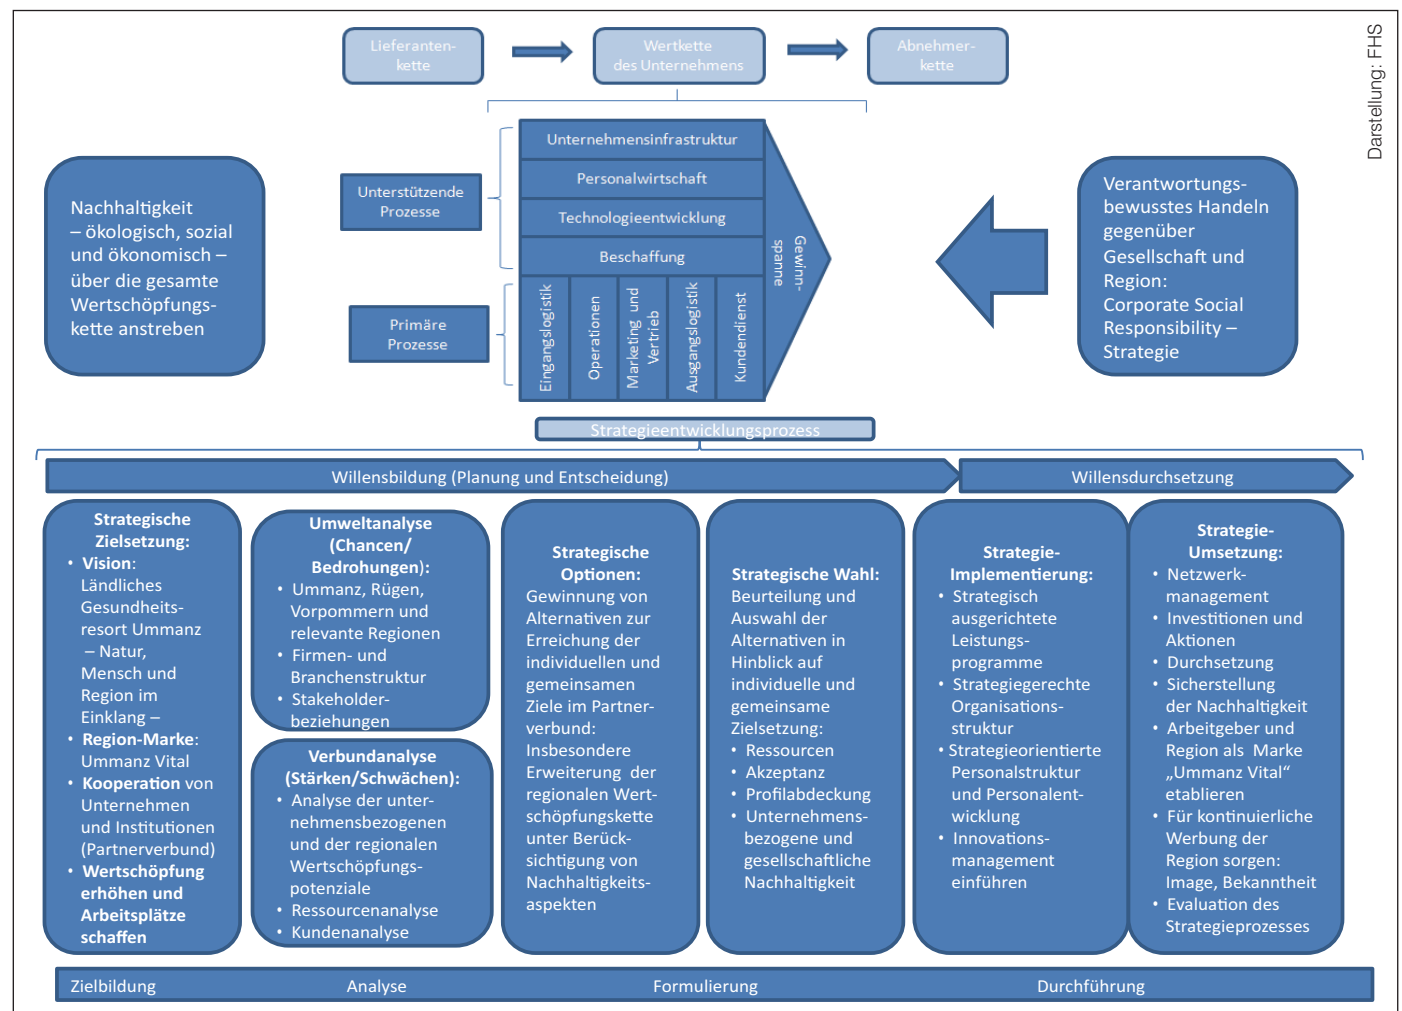 Darstellung: FHS
Lieferanten-
kette
Wertkette
des Unternehmens
Abnehmer-
kette
Nachhaltigkeit
– ökologisch, sozial
und ökonomisch –
über die gesamte
Wertschöpfungs-
kette anstreben
Unterstützende
Prozesse
Primäre
Prozesse
Unternehmensinfrastruktur
Personalwirtschaft
Technologieentwicklung
Beschaffung
Eingangslogistik
Operationen
Marketing und
Vertrieb
Ausgangslogistik
Kundendienst
Gewinn-
spanne
Verantwortungs-
bewusstes Handeln
gegenüber
Gesellschaft und
Region:
Corporate Social
Responsibility –
Strategie
Strategieentwicklungsprozess
Willensbildung (Planung und Entscheidung)
Willensdurchsetzung
Strategische
Zielsetzung:
• Vision:
Ländliches
Gesundheits-
resort Ummanz
– Natur,
Mensch und
Region im
Einklang –
• Region-Marke:
Ummanz Vital
• Kooperation von
Unternehmen
und Institutionen
(Partnerverbund)
• Wertschöpfung
erhöhen und
Arbeitsplätze
schaffen
Umweltanalyse
(Chancen/
Bedrohungen):
• Ummanz, Rügen,
Vorpommern und
relevante Regionen
• Firmen- und
Branchenstruktur
• Stakeholder-
beziehungen
Verbundanalyse
(Stärken/Schwächen):
• Analyse der unter-
nehmensbezogenen
und der regionalen
Wertschöpfungs-
potenziale
• Ressourcenanalyse
• Kundenanalyse
Strategische
Optionen:
Gewinnung von
Alternativen zur
Erreichung der
individuellen und
gemeinsamen
Ziele im Partner-
verbund:
Insbesondere
Erweiterung der
regionalen Wert-
schöpfungskette
unter Berück-
sichtigung von
Nachhaltigkeits-
aspekten
Strategische Wahl:
Beurteilung und
Auswahl der
Alternativen in
Hinblick auf
individuelle und
gemeinsame
Zielsetzung:
• Ressourcen
• Akzeptanz
• Profilabdeckung
• Unternehmens-
bezogene und
gesellschaftliche
Nachhaltigkeit
Strategie-
Implementierung:
• Strategisch
ausgerichtete
Leistungs-
programme
• Strategiegerechte
Organisations-
struktur
• Strategieorientierte
Personalstruktur
und Personalent-
wicklung
• Innovations-
management
einführen
Strategie-
Umsetzung:
• Netzwerk-
management
• Investitionen und
Aktionen
• Durchsetzung
• Sicherstellung
der Nachhaltigkeit
• Arbeitgeber und
Region als Marke
„Ummanz Vital“
etablieren
• Für kontinuierliche
Werbung der
Region sorgen:
Image, Bekanntheit
• Evaluation des
Strategieprozesses
Zielbildung
Analyse
Formulierung
Durchführung